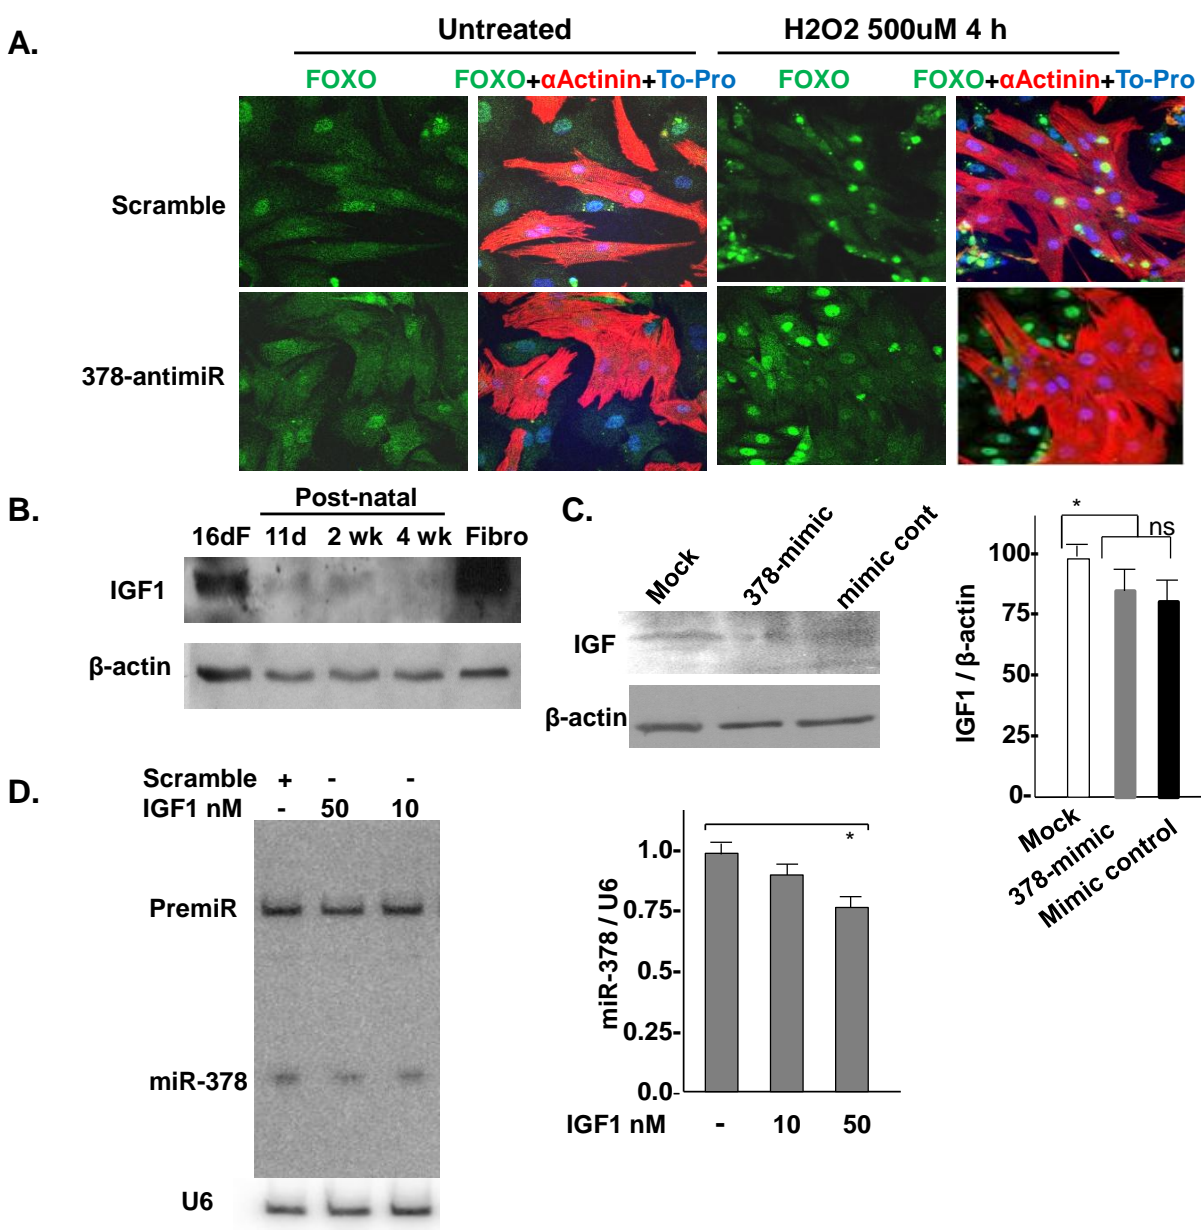 A.
Untreated
H2O2 500uM 4 h
FOXO
FOXO+αActinin+To-Pro
FOXO
FOXO+αActinin+To-Pro
Scramble
378-antimiR
B.
Post-natal
16dF 11d 2 wk 4 wk Fibro
IGF1
β-actin
C.
Mock
378-mimic
mimic cont
IGF
β-actin
*
ns
100-
75-
50-
25-
0-
IGF1 / β-actin
Mock
378-mimic
Mimic control
D.
Scramble + - -
IGF1 nM - 50 10
PremiR
miR-378
U6
*
1.0-
0.75-
0.5-
0.25-
0.0-
miR-378 / U6
IGF1 nM - 10 50